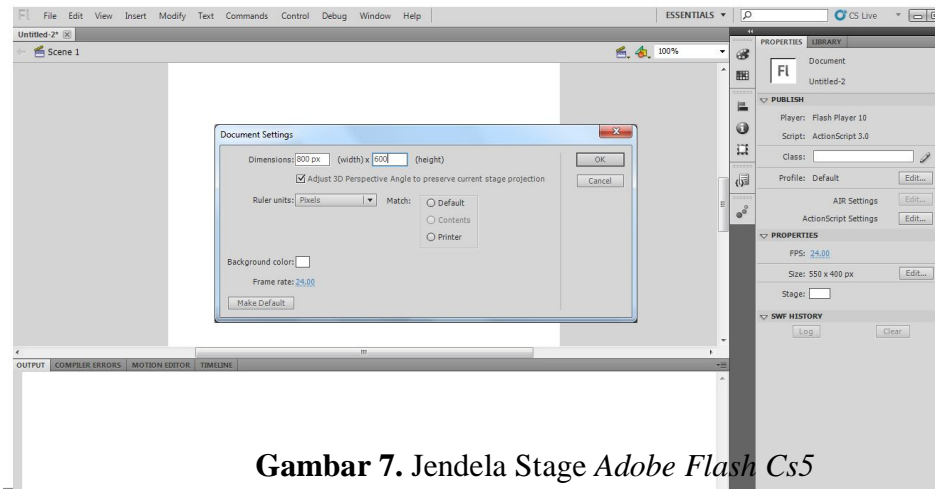 Fl File Edit View Insert Modify Text Commands Control Debug Window Help ESSENTIALS CS Live
Untitled-2*
Scene 1 100%
PROPERTIES LIBRARY
Fl Document
Untitled-2
PUBLISH
Player: Flash Player 10
Script: ActionScript 3.0
Class:
Profile: Default Edit...
AIR Settings Edit...
ActionScript Settings Edit...
PROPERTIES
FPS: 24.00
Size: 550 x 400 px Edit...
Stage:
SWF HISTORY
Log Clear
Document Settings
Dimensions: 800 px (width) x 600 (height) OK
Adjust 3D Perspective Angle to preserve current stage projection Cancel
Ruler units: Pixels Match: Default
Contents
Printer
Background color:
Frame rate: 24.00
Make Default
OUTPUT COMPILER ERRORS MOTION EDITOR TIMELINE
Gambar 7. Jendela Stage Adobe Flash Cs5